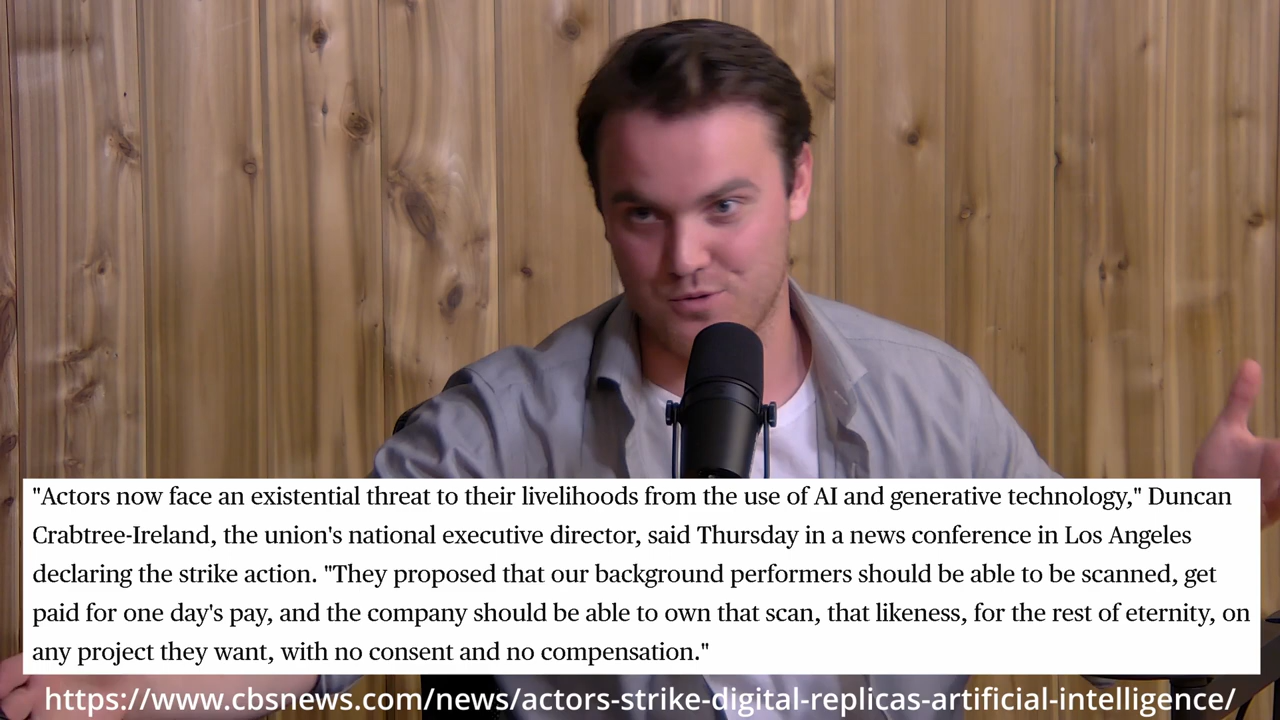 "Actors now face an existential threat to their livelihoods from the use of AI and generative technology," Duncan
Crabtree-Ireland, the union's national executive director, said Thursday in a news conference in Los Angeles
declaring the strike action. "They proposed that our background performers should be able to be scanned, get
paid for one day's pay, and the company should be able to own that scan, that likeness, for the rest of eternity, on
any project they want, with no consent and no compensation."
https://www.cbsnews.com/news/actors-strike-digital-replicas-artificial-intelligence/